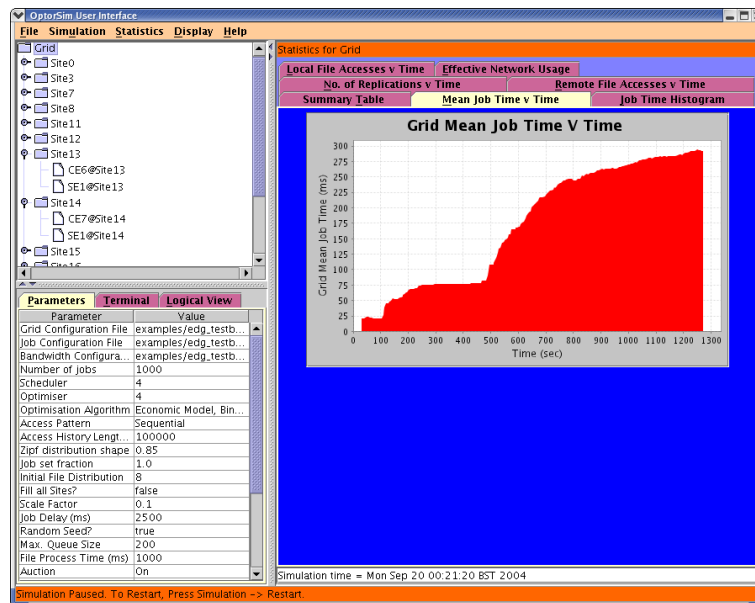 OptorSim User Interface
File Simulation Statistics Display Help
Grid
Site0
Site3
Site7
Site8
Site11
Site12
Site13
CE6@Site13
SE1@Site13
Site14
CE7@Site14
SE1@Site14
Site15
Parameters Terminal Logical View
Parameter Value
Grid Configuration File examples/edg_testb...
Job Configuration File examples/edg_testb...
Bandwidth Configura... examples/edg_testb...
Number of jobs 1000
Scheduler 4
Optimiser 4
Optimisation Algorithm Economic Model, Bin...
Access Pattern Sequential
Access History Lengt... 100000
Zipf distribution shape 0.85
Job set fraction 1.0
Initial File Distribution 8
Fill all Sites? false
Scale Factor 0.1
Job Delay (ms) 2500
Random Seed? true
Max. Queue Size 200
File Process Time (ms) 1000
Auction On
Statistics for Grid
Local File Accesses v Time Effective Network Usage
No. of Replications v Time Remote File Accesses v Time
Summary Table Mean Job Time v Time Job Time Histogram
Grid Mean Job Time V Time
Grid Mean Job Time (ms)
300
275
250
225
200
175
150
125
100
75
50
25
0
0 100 200 300 400 500 600 700 800 900 1000 1100 1200 1300
Time (sec)
Simulation time = Mon Sep 20 00:21:20 BST 2004
Simulation Paused. To Restart, Press Simulation -> Restart.